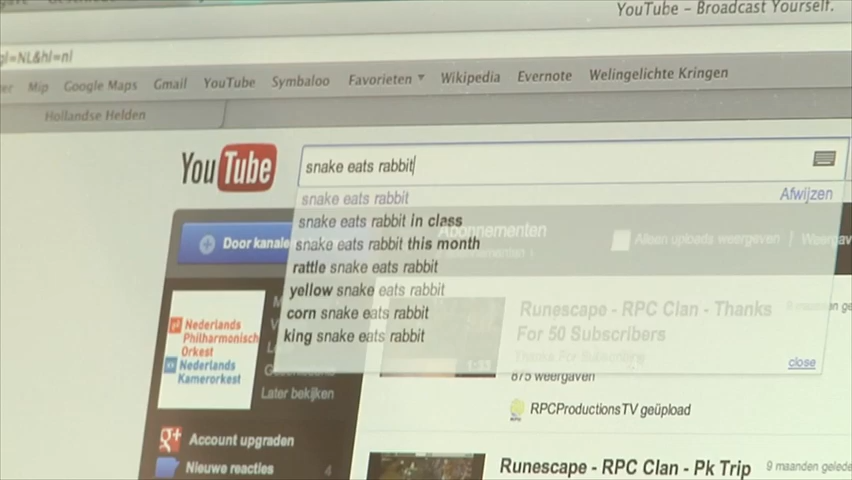 YouTube – Broadcast Yourself.
gl=NL&hl=nl
Mip Google Maps Gmail YouTube Symbaloo Favorieten Wikipedia Evernote Welingelichte Kringen
Hollandse Helden
YouTube
snake eats rabbit
snake eats rabbit Afwijzen
snake eats rabbit in class
snake eats rabbit this month
rattle snake eats rabbit
yellow snake eats rabbit
corn snake eats rabbit
king snake eats rabbit
close
Door kanale
Abonnementen
Alleen uploads weergeven
Nederlands
Philharmonisch
Orkest
Nederlands
Kamerorkest
Later bekijken
Account upgraden
Nieuwe reacties 4
Runescape - RPC Clan - Thanks
For 50 Subscribers
Thanks For 50 Subscribing
875 weergaven
RPCProductionsTV geüpload
Runescape - RPC Clan - Pk Trip 9 maanden gelede